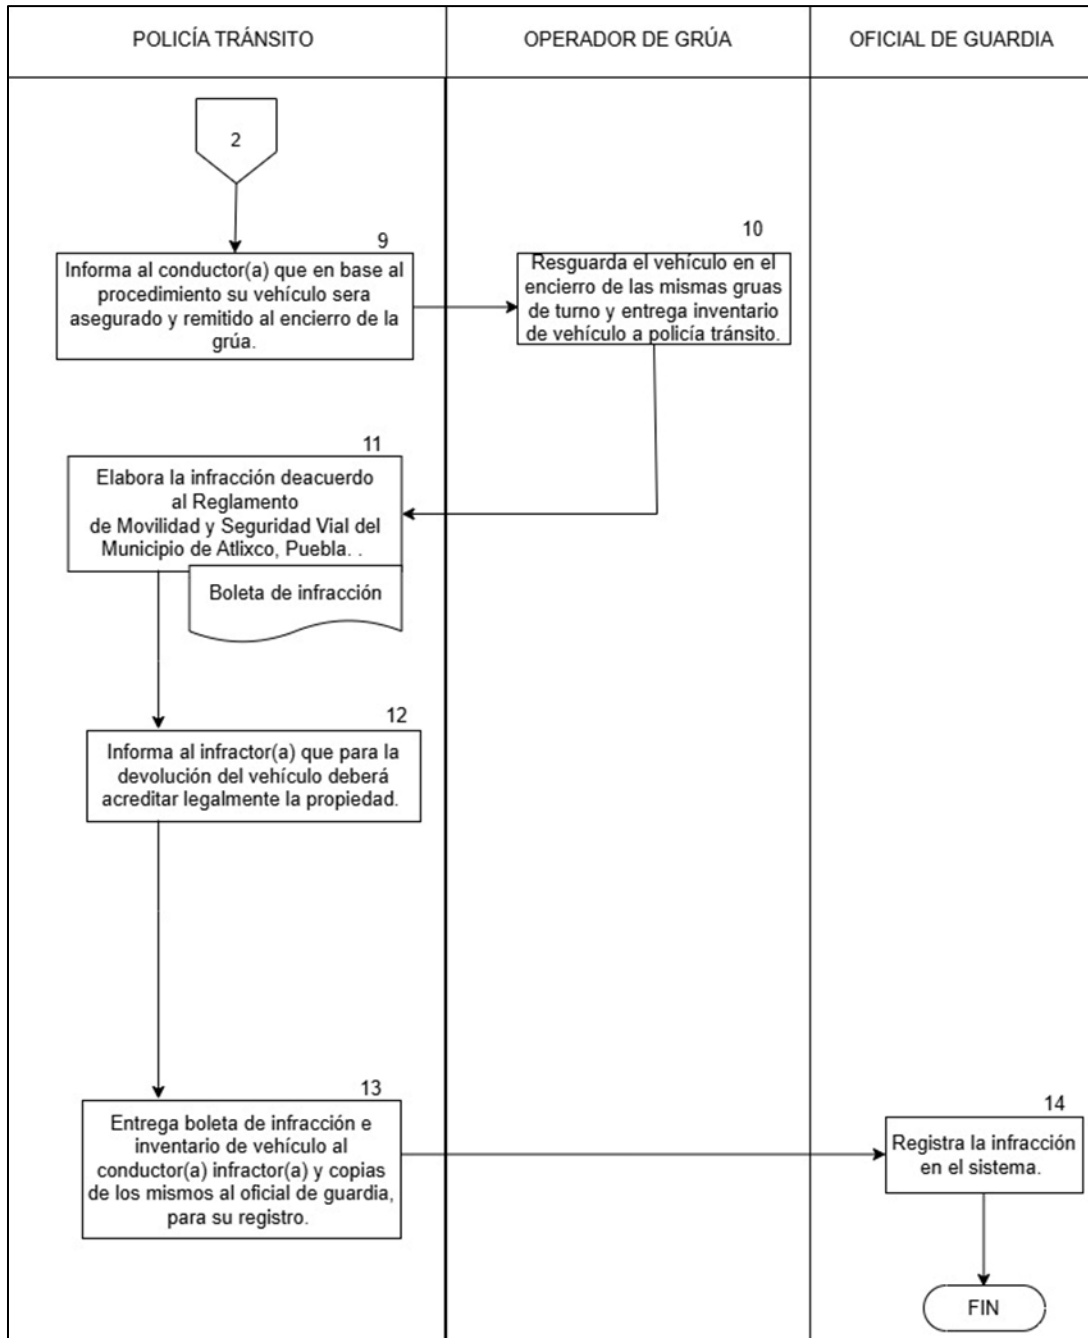 POLICÍA TRÁNSITO
OPERADOR DE GRÚA
OFICIAL DE GUARDIA
2
9
Informa al conductor(a) que en base al
procedimiento su vehículo sera
asegurado y remitido al encierro de la
grúa.
10
Resguarda el vehículo en el
encierro de las mismas gruas
de turno y entrega inventario
de vehículo a policía tránsito.
11
Elabora la infracción deacuerdo
al Reglamento
de Movilidad y Seguridad Vial del
Municipio de Atlixco, Puebla. .
Boleta de infracción
12
Informa al infractor(a) que para la
devolución del vehículo deberá
acreditar legalmente la propiedad.
13
Entrega boleta de infracción e
inventario de vehículo al
conductor(a) infractor(a) y copias
de los mismos al oficial de guardia,
para su registro.
14
Registra la infracción
en el sistema.
FIN